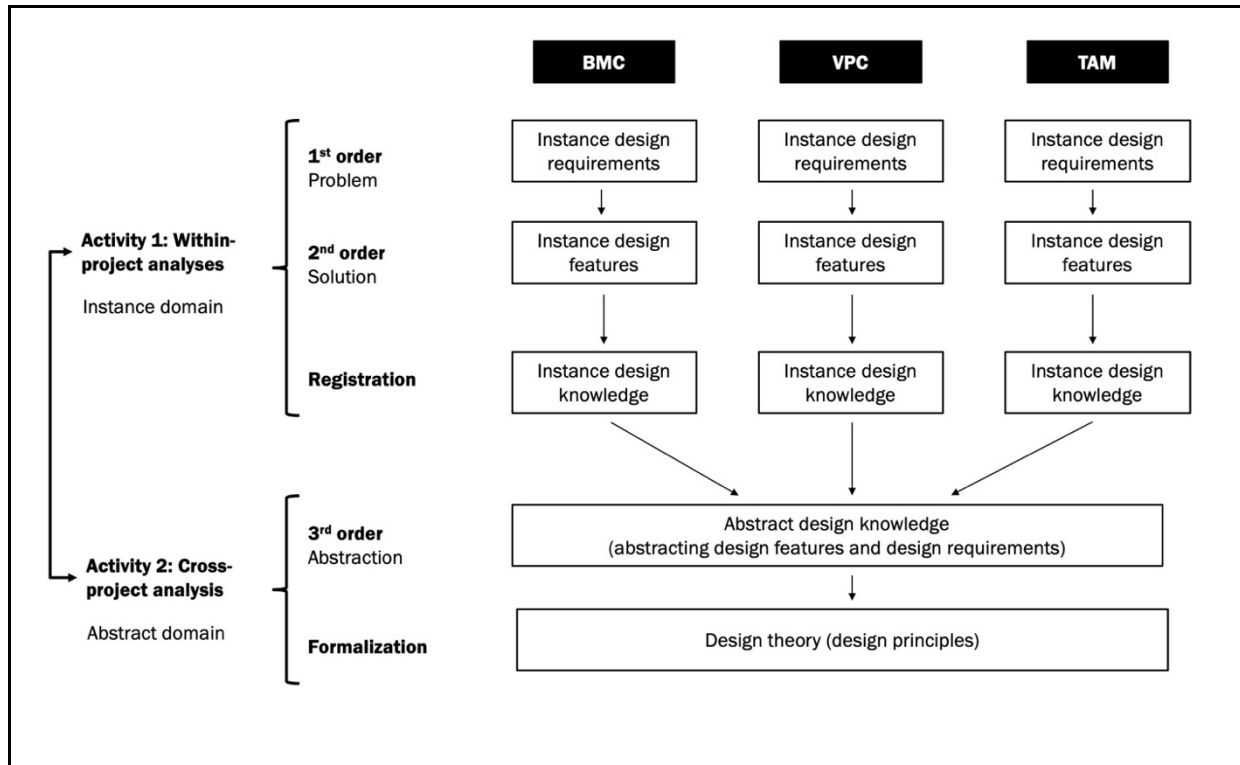 BMC
VPC
TAM
1st order
Problem
Instance design
requirements
Instance design
requirements
Instance design
requirements
Activity 1: Within-
project analyses
Instance domain
2nd order
Solution
Instance design
features
Instance design
features
Instance design
features
Registration
Instance design
knowledge
Instance design
knowledge
Instance design
knowledge
Activity 2: Cross-
project analysis
Abstract domain
3rd order
Abstraction
Abstract design knowledge
(abstracting design features and design requirements)
Formalization
Design theory (design principles)